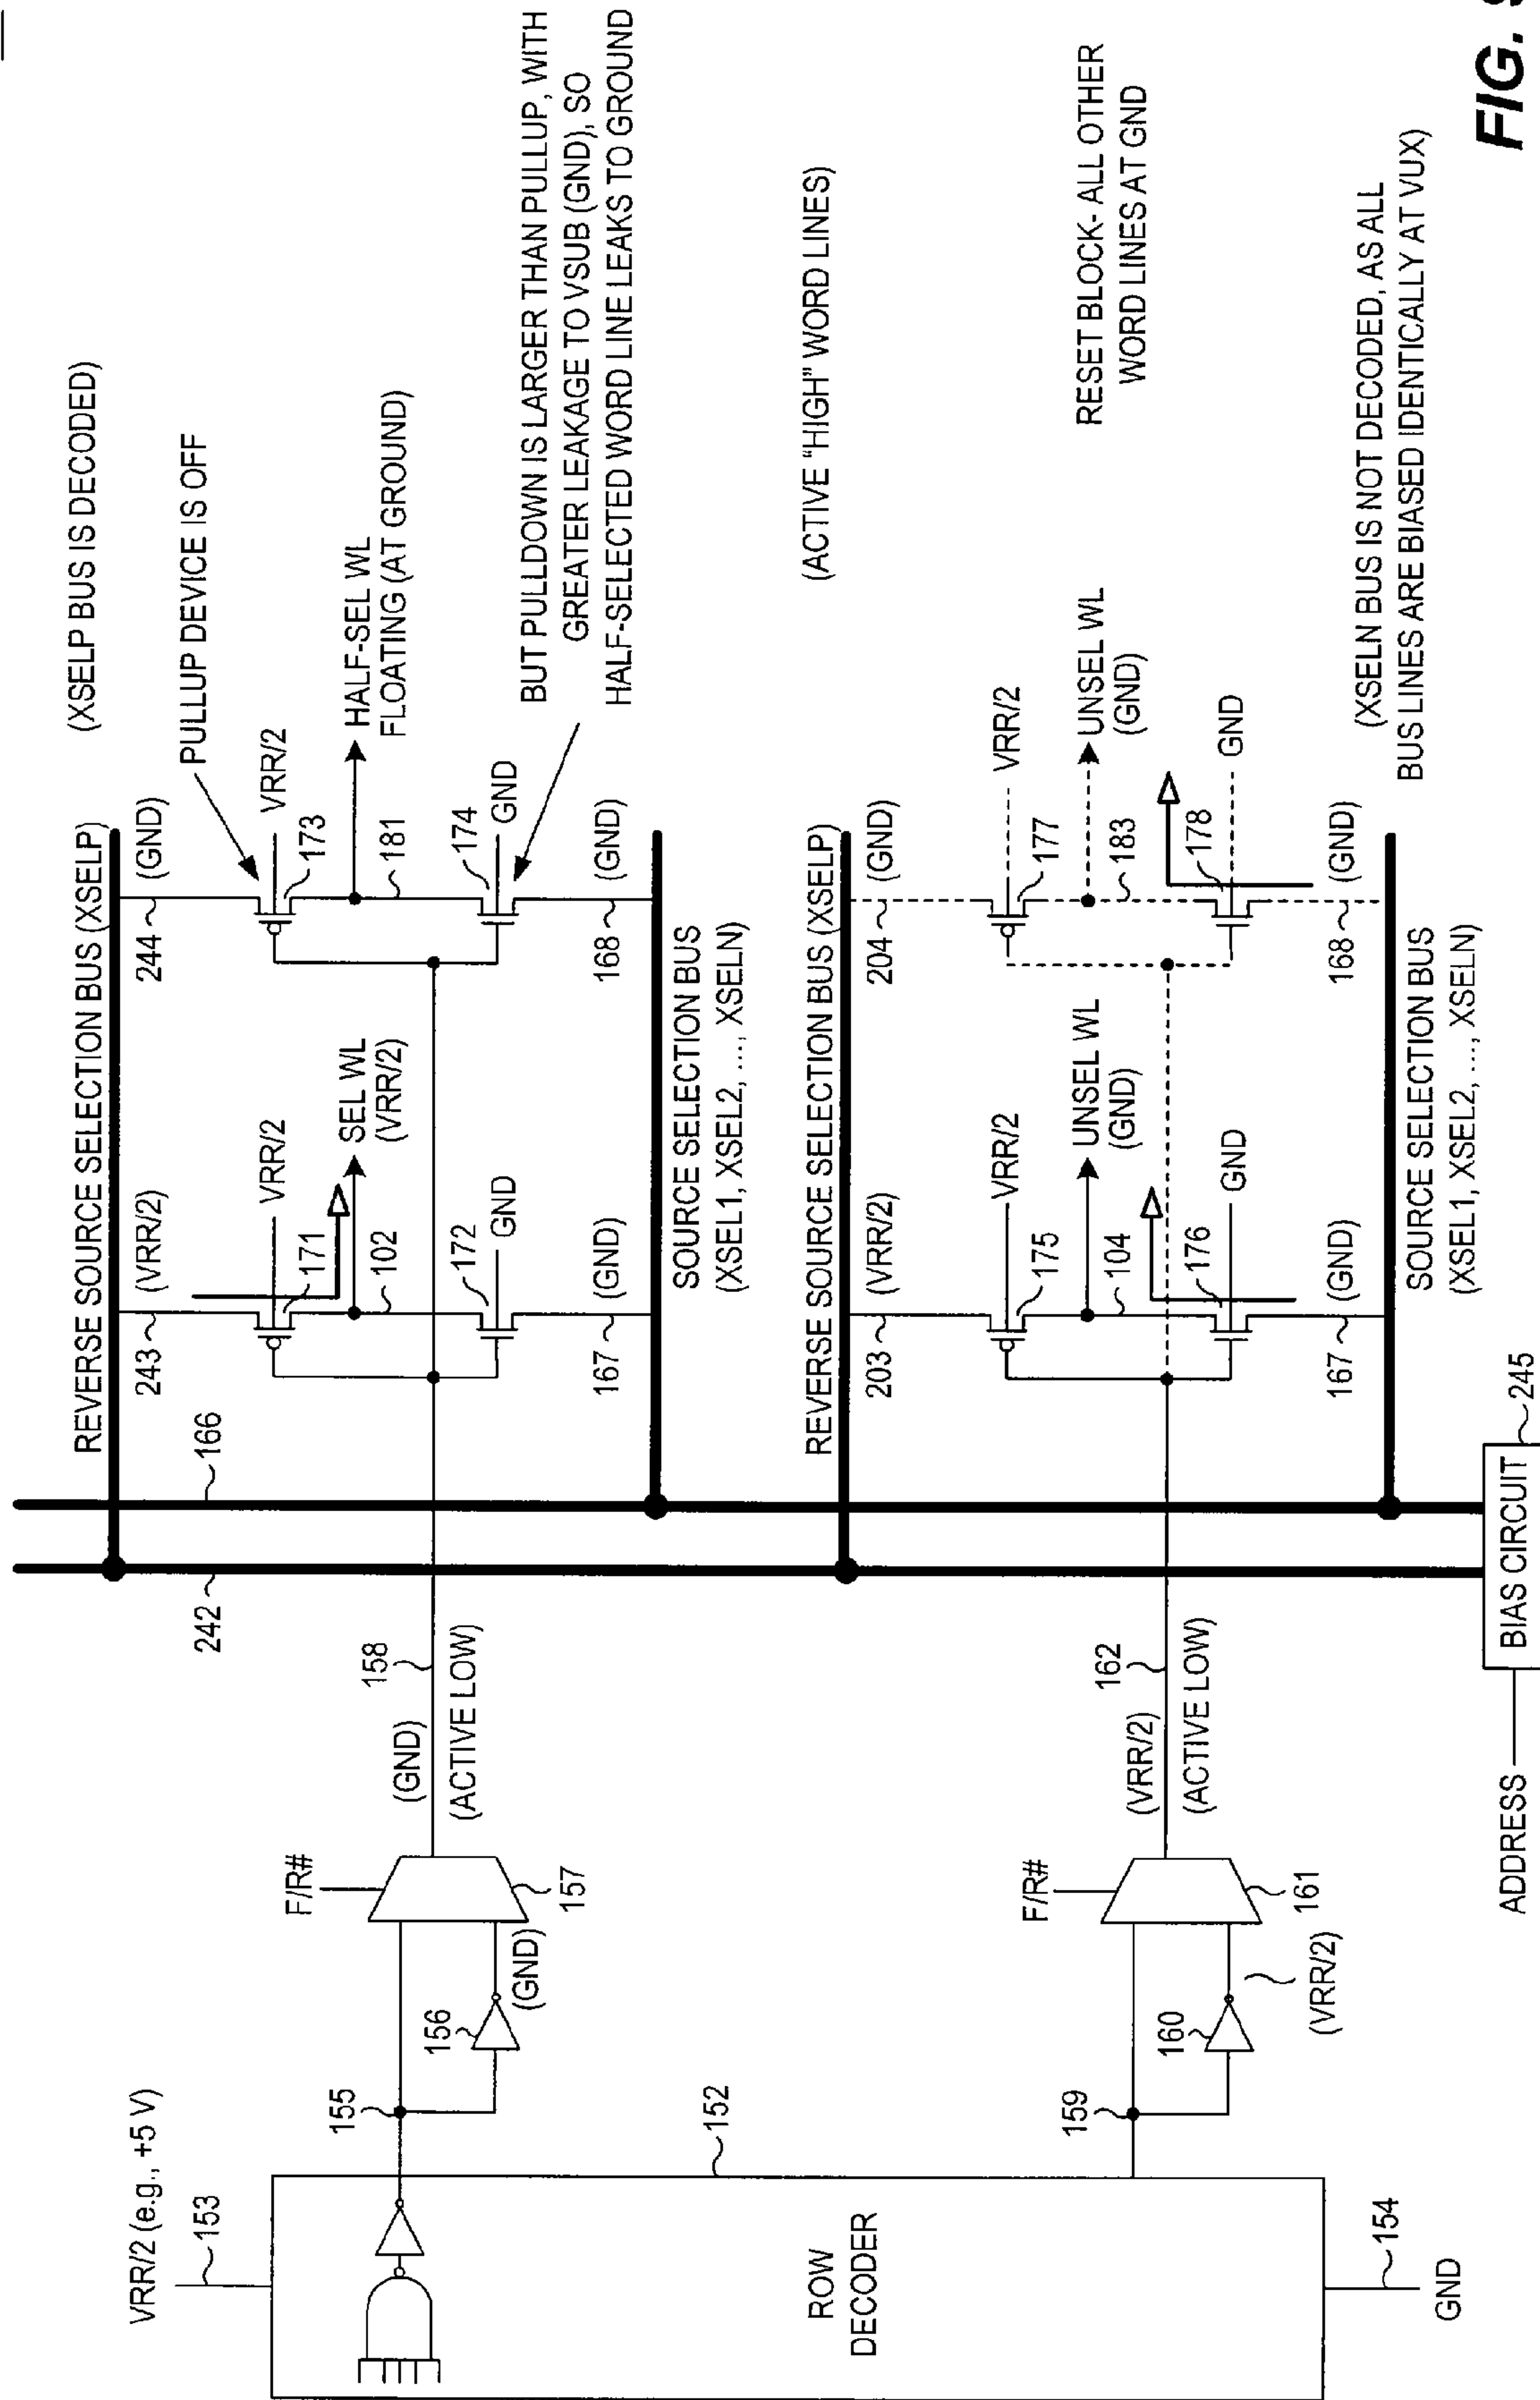 (XSELP BUS IS DECODED)
PULLUP DEVICE IS OFF
REVERSE SOURCE SELECTION BUS (XSELP)
243
(VRR/2)
VRR/2
171
SEL WL
(VRR/2)
102
172
GND
167
(GND)
244
(GND)
VRR/2
173
HALF-SEL WL
FLOATING (AT GROUND)
181
174
GND
168
(GND)
BUT PULLDOWN IS LARGER THAN PULLUP, WITH
GREATER LEAKAGE TO VSUB (GND), SO
HALF-SELECTED WORD LINE LEAKS TO GROUND
SOURCE SELECTION BUS
(XSEL1, XSEL2, ..., XSELN)
166
242
VRR/2 (e.g., +5 V)
153
155
156
(GND)
F/R#
157
158
(GND)
(ACTIVE LOW)
152
ROW
DECODER
(ACTIVE "HIGH" WORD LINES)
REVERSE SOURCE SELECTION BUS (XSELP)
203
(VRR/2)
VRR/2
175
UNSEL WL
(GND)
104
176
GND
167
(GND)
204
(GND)
VRR/2
177
UNSEL WL
(GND)
183
178
GND
168
(GND)
RESET BLOCK- ALL OTHER
WORD LINES AT GND
SOURCE SELECTION BUS
(XSEL1, XSEL2, ..., XSELN)
(XSELN BUS IS NOT DECODED, AS ALL
BUS LINES ARE BIASED IDENTICALLY AT VUX)
159
160
(VRR/2)
F/R#
161
162
(VRR/2)
(ACTIVE LOW)
154
GND
ADDRESS
BIAS CIRCUIT
245
FIG.